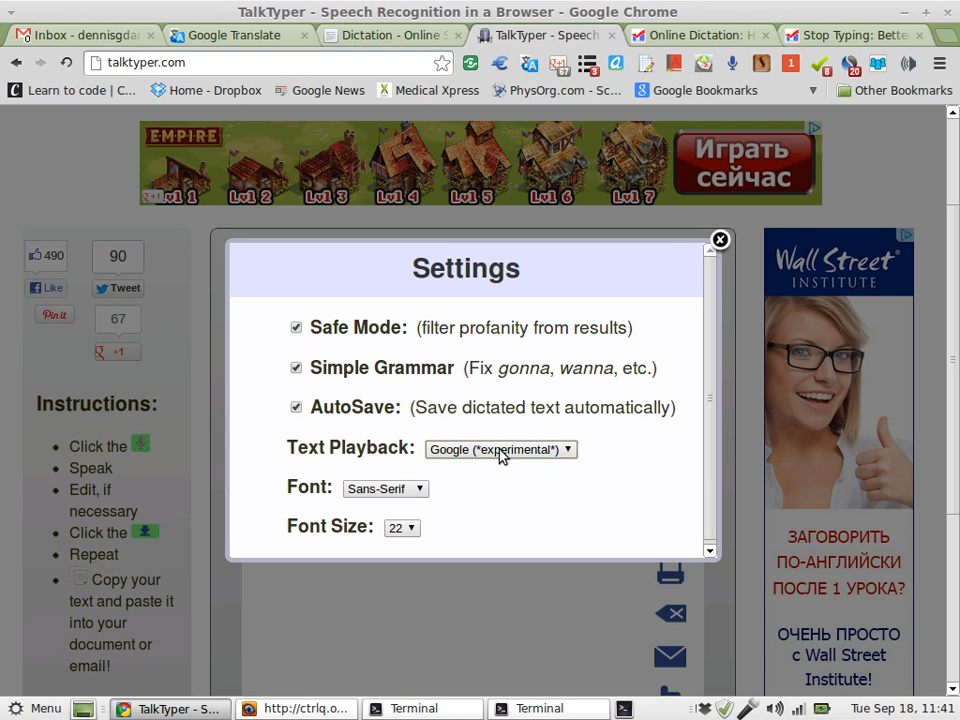 TalkTyper - Speech Recognition in a Browser - Google Chrome
Inbox - dennisgda
Google Translate
Dictation - Online S
TalkTyper - Speech
Online Dictation: H
Stop Typing: Bette
talktyper.com
67
3
1
8
20
Learn to code | C...
Home - Dropbox
Google News
Medical Xpress
PhysOrg.com - Sc...
Google Bookmarks
Other Bookmarks
EMPIRE
Lvl 1
Lvl 2
Lvl 3
Lvl 4
Lvl 5
Lvl 6
Lvl 7
Играть
сейчас
490
90
Like
Tweet
Pin it
67
+1
Instructions:
Click the
Speak
Edit, if
necessary
Click the
Repeat
Copy your
text and paste it
into your
document or
email!
Settings
Safe Mode: (filter profanity from results)
Simple Grammar (Fix gonna, wanna, etc.)
AutoSave: (Save dictated text automatically)
Text Playback: Google (*experimental*)
Font: Sans-Serif
Font Size: 22
Wall Street
INSTITUTE
ЗАГОВОРИТЬ
ПО-АНГЛИЙСКИ
ПОСЛЕ 1 УРОКА?
ОЧЕНЬ ПРОСТО
с Wall Street
Institute!
Menu
TalkTyper - S...
http://ctrlq.o...
Terminal
Terminal
Tue Sep 18, 11:41